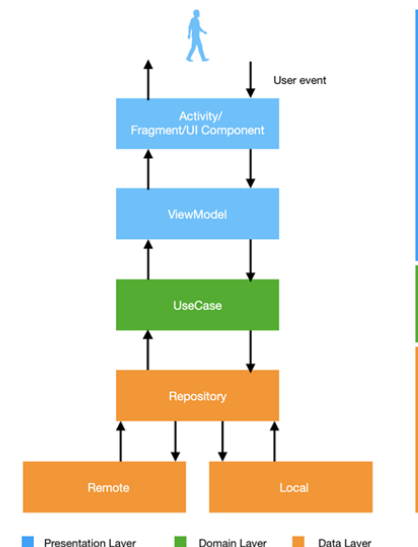 User event
Activity/
Fragment/UI Component
ViewModel
UseCase
Repository
Remote
Local
Presentation Layer
Domain Layer
Data Layer